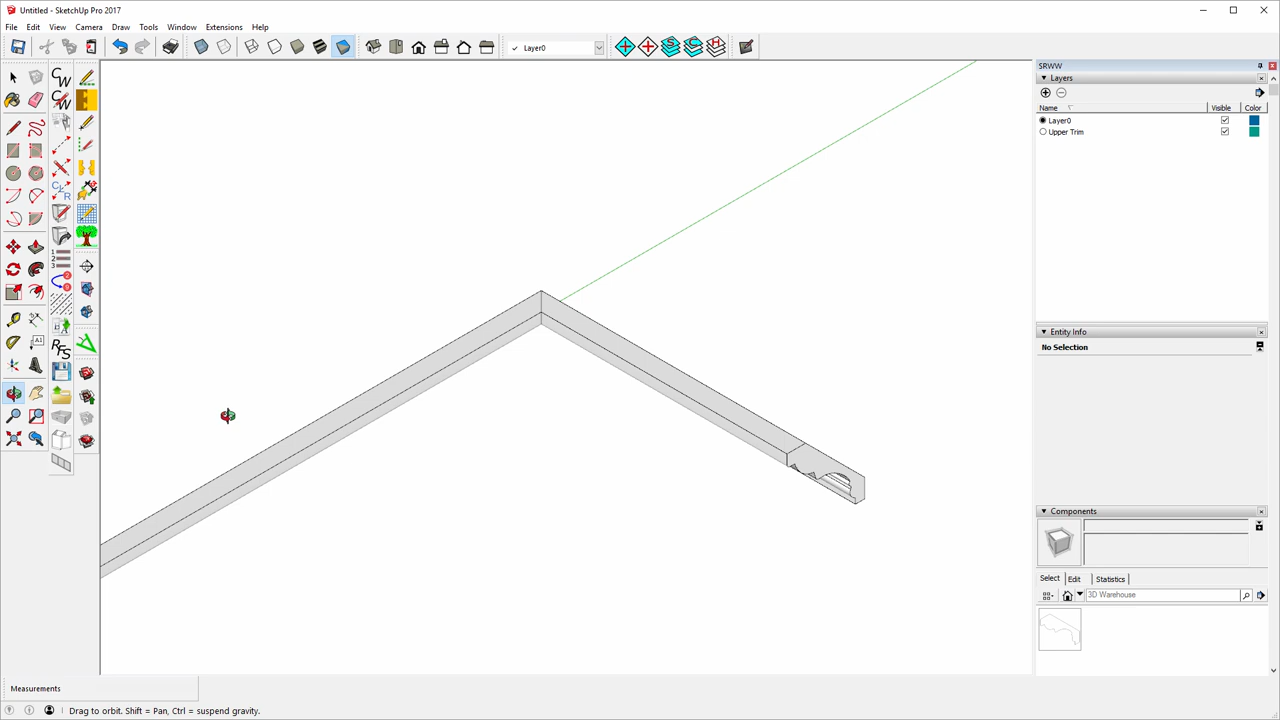 Untitled - SketchUp Pro 2017
File Edit View Camera Draw Tools Window Extensions Help
Layer0
SRWW
Layers
Name Visible Color
Layer0
Upper Trim
Entity Info
No Selection
Components
Select Edit Statistics
3D Warehouse
Measurements
Drag to orbit. Shift = Pan, Ctrl = suspend gravity.